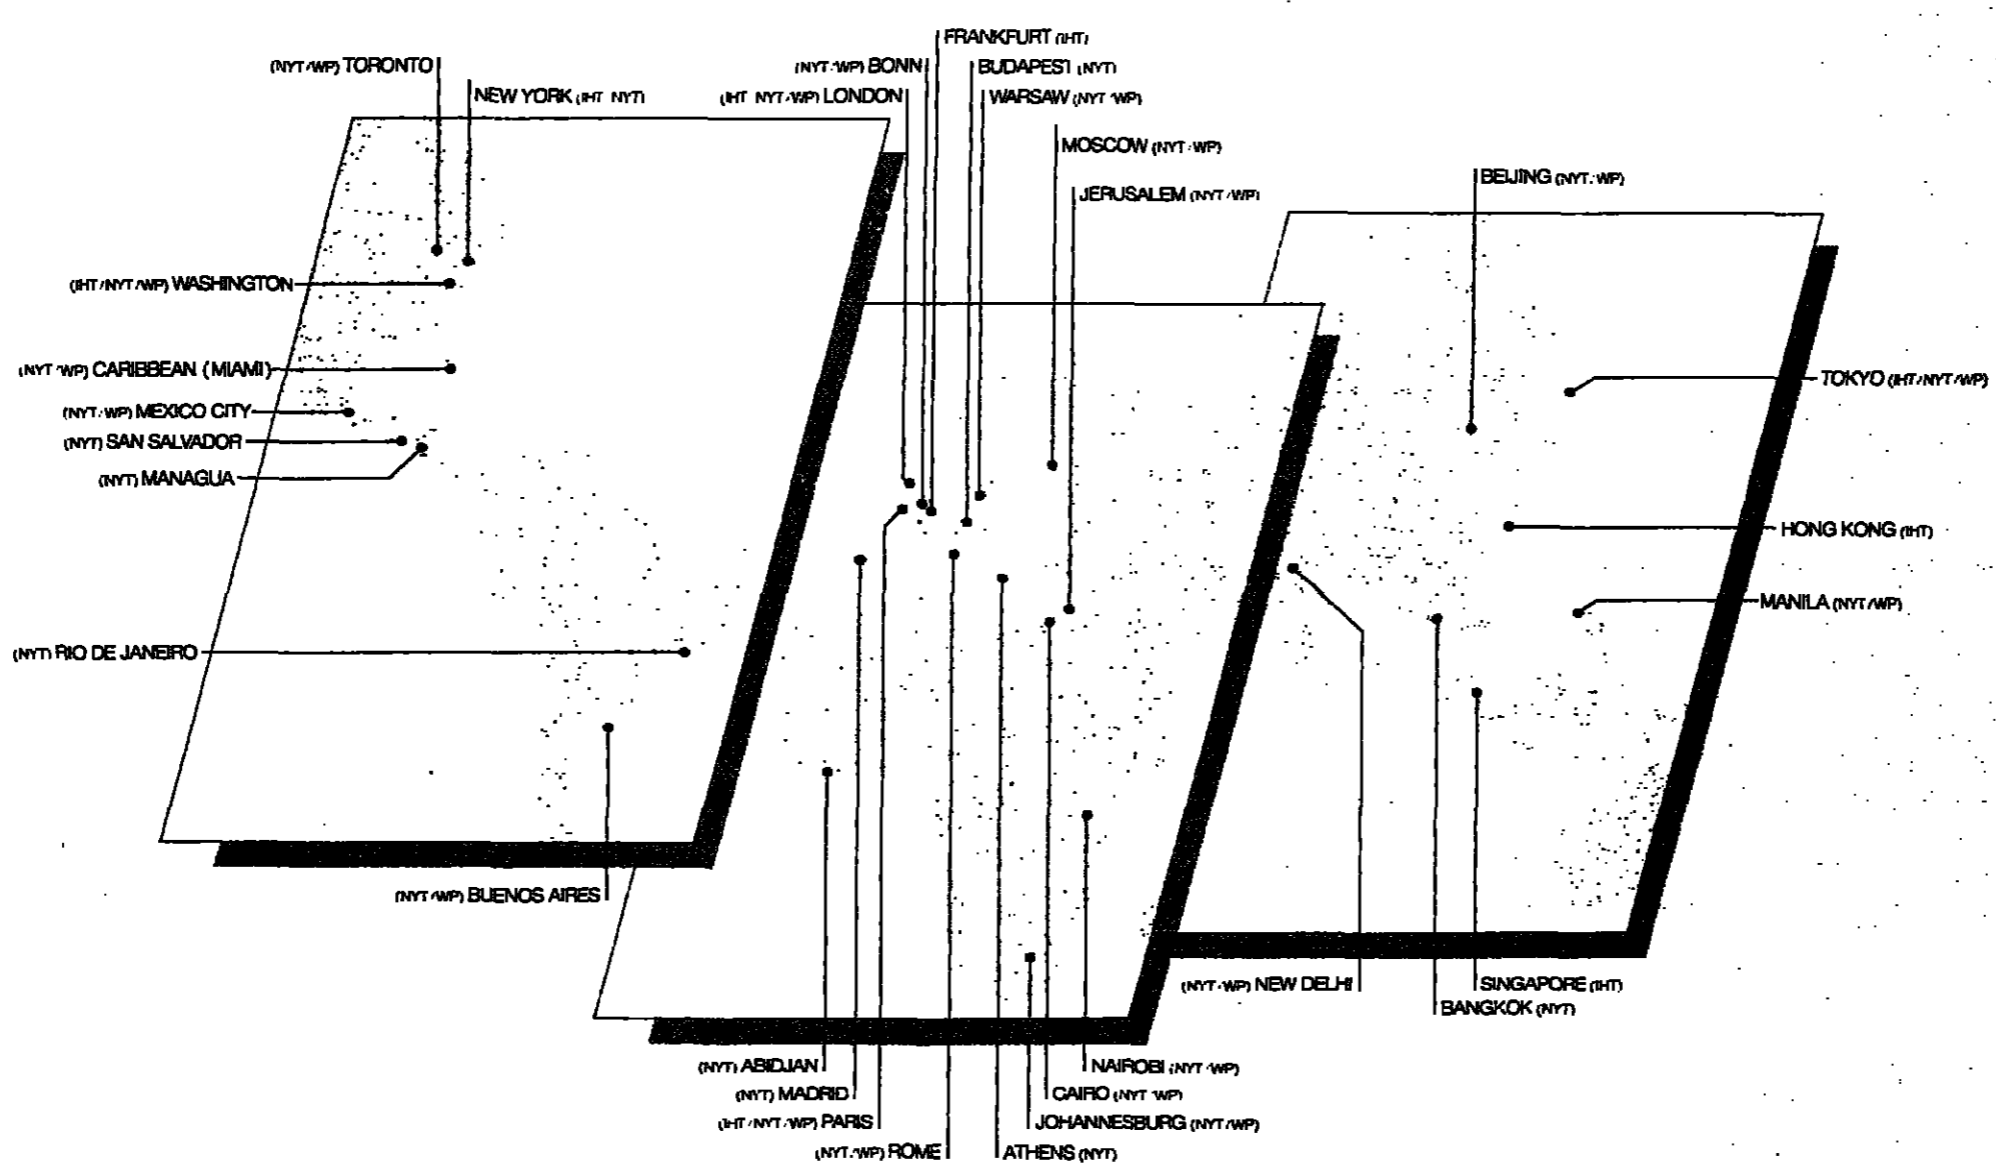 FRANKFURT (IHT)
(NYT/WP) TORONTO
(NYT/WP) BONN
BUDAPEST (NYT)
NEW YORK (IHT NYT)
(IHT NYT/WP) LONDON
WARSAW (NYT/WP)
MOSCOW (NYT/WP)
BEIJING (NYT/WP)
JERUSALEM (NYT/WP)
(IHT/NYT/WP) WASHINGTON
(NYT/WP) CARIBBEAN (MIAMI)
TOKYO (IHT/NYT/WP)
(NYT/WP) MEXICO CITY
(NYT) SAN SALVADOR
(NYT) MANAGUA
HONG KONG (IHT)
MANILA (NYT/WP)
(NYT) RIO DE JANEIRO
(NYT/WP) BUENOS AIRES
(NYT/WP) NEW DELHI
SINGAPORE (IHT)
BANGKOK (NYT)
(NYT) ABIDJAN
NAIROBI (NYT/WP)
(NYT) MADRID
CAIRO (NYT/WP)
(IHT/NYT/WP) PARIS
JOHANNESBURG (NYT/WP)
(NYT/WP) ROME
ATHENS (NYT)